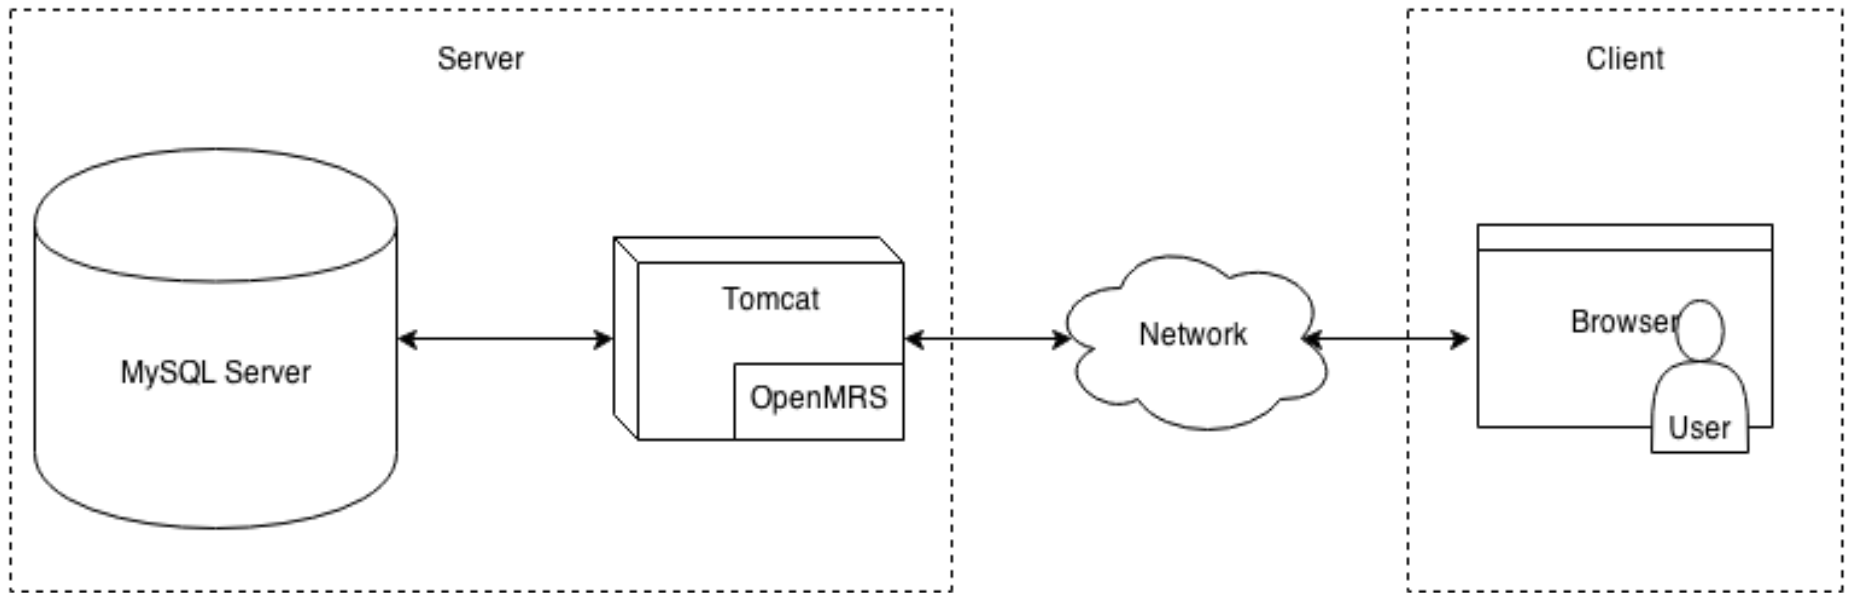 Server
Client
MySQL Server
Tomcat
OpenMRS
Network
Browser
User